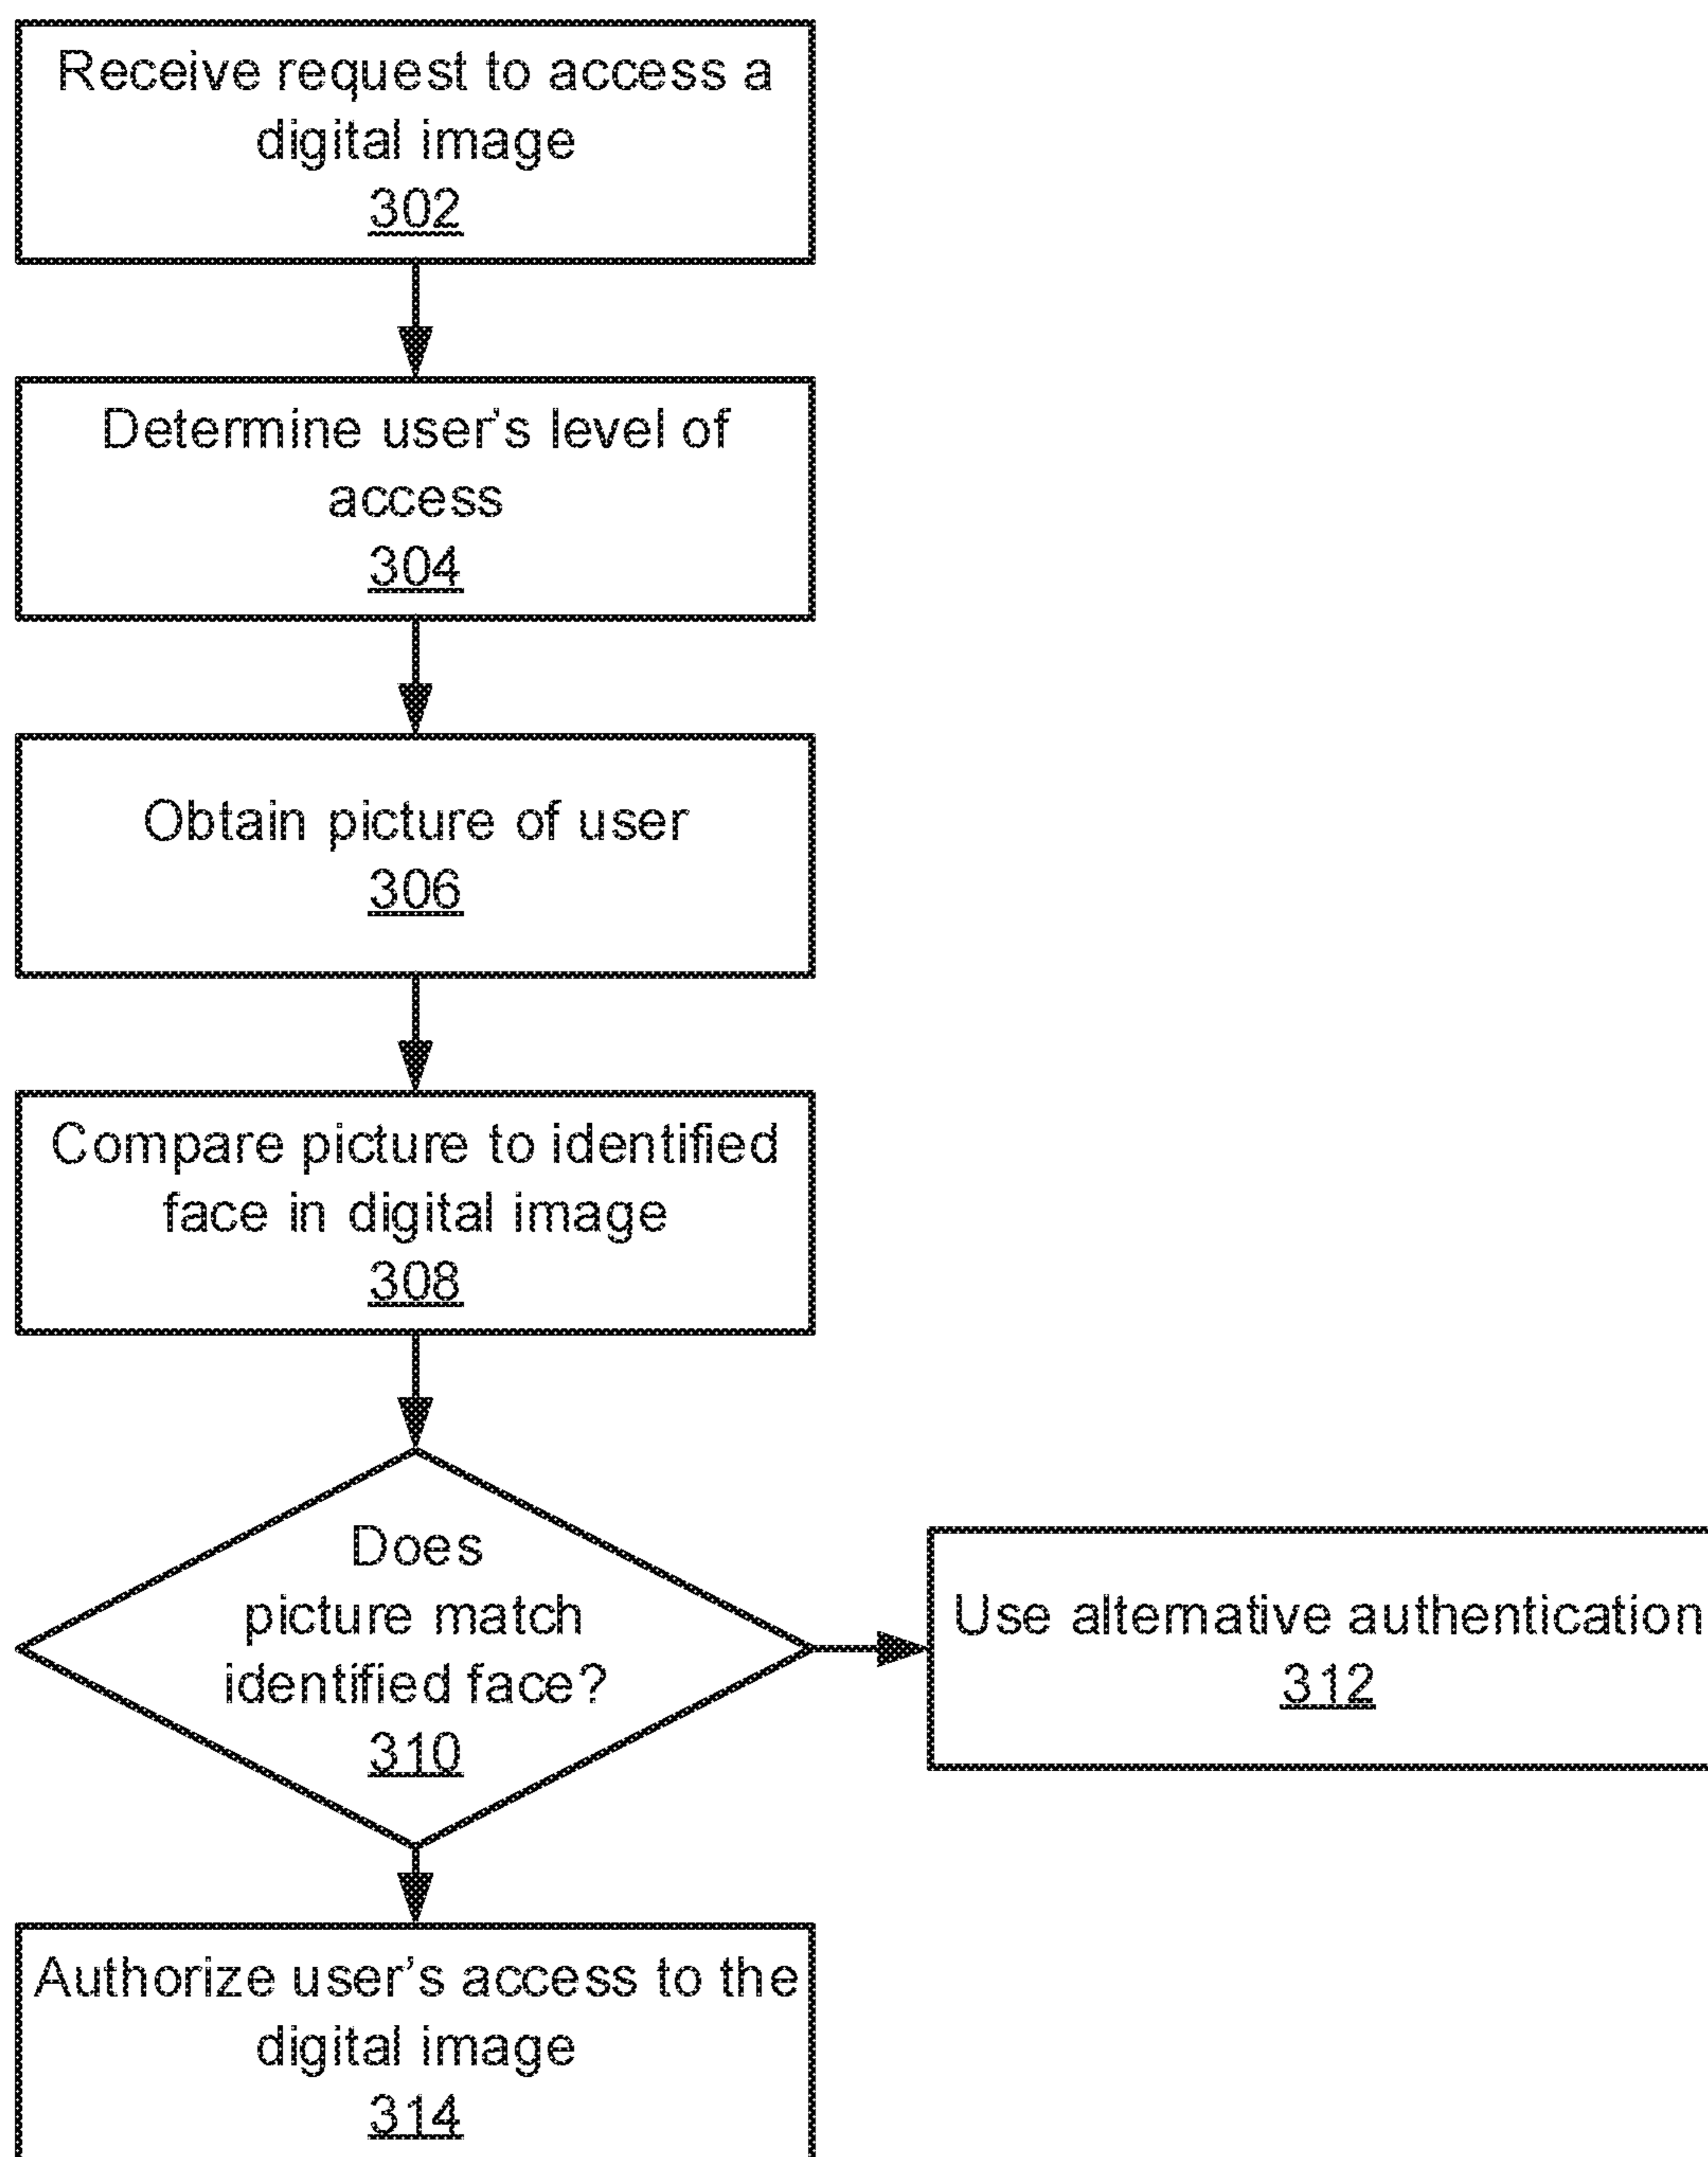 Receive request to access a
digital image
302
Determine user's level of
access
304
Obtain picture of user
306
Compare picture to identified
face in digital image
308
Does
picture match
identified face?
310
Use alternative authentication
312
Authorize user's access to the
digital image
314